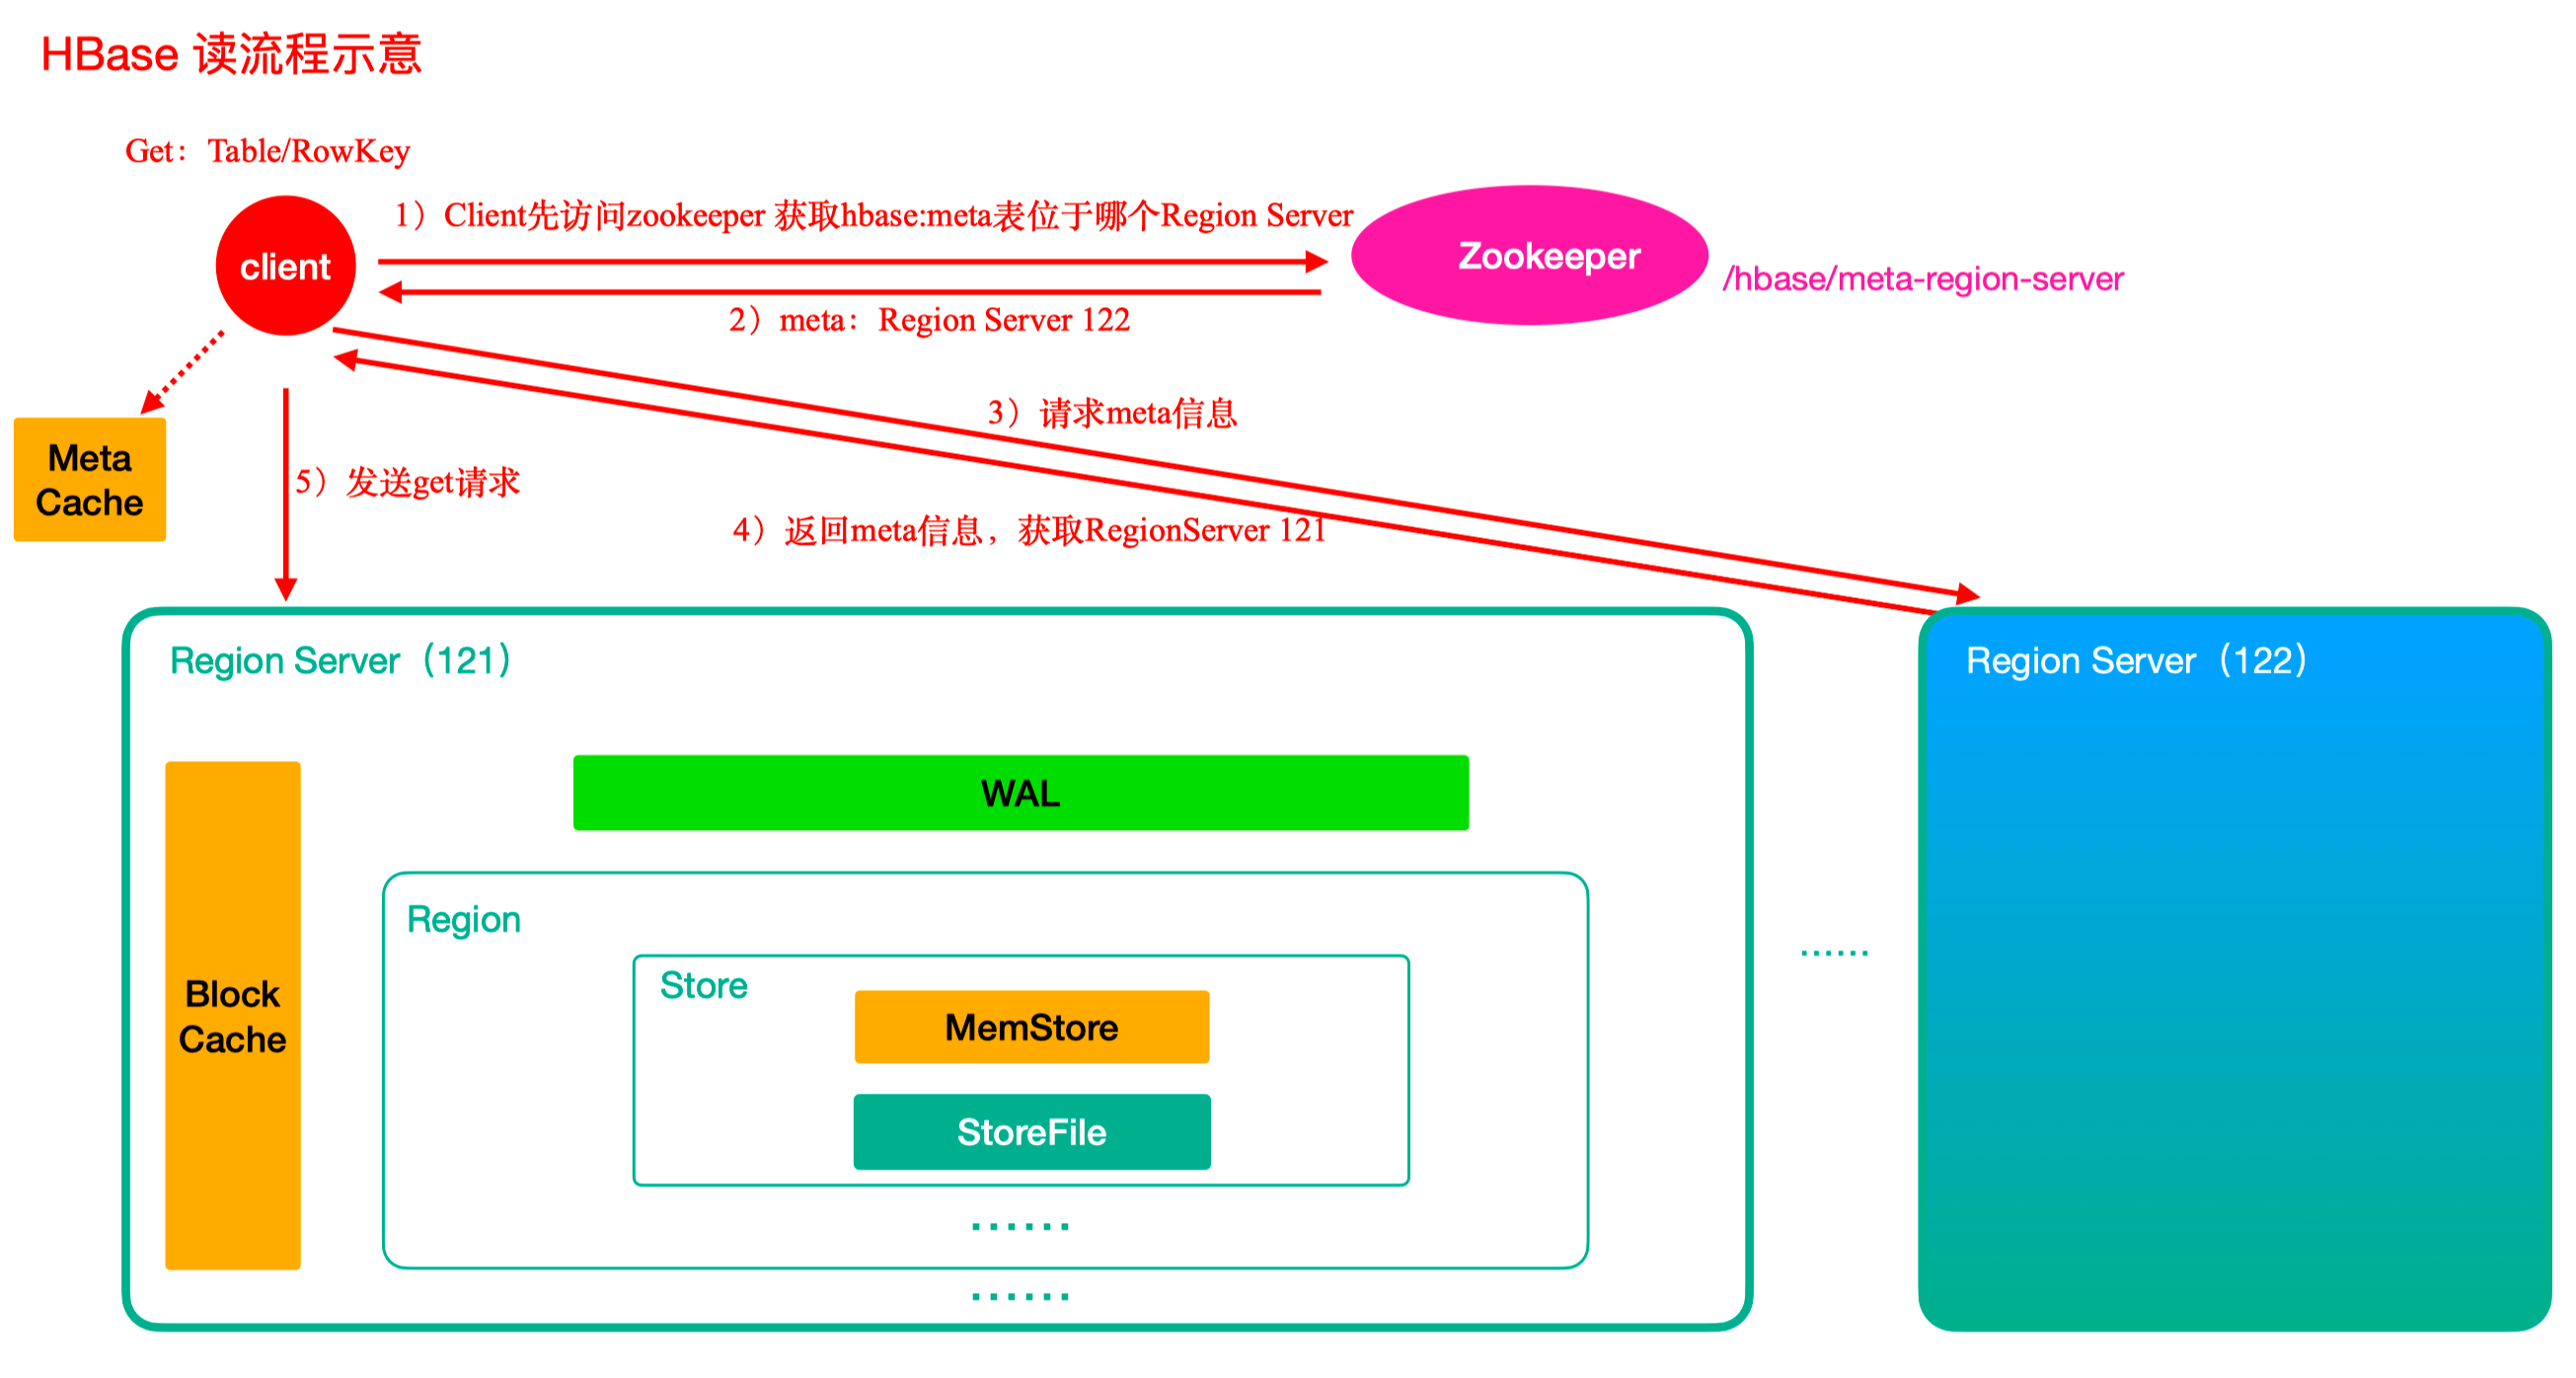 HBase 读流程示意
Get：Table/RowKey
1）Client先访问zookeeper 获取hbase:meta表位于哪个Region Server
client
Zookeeper
/hbase/meta-region-server
2）meta：Region Server 122
3）请求meta信息
Meta
Cache
5）发送get请求
4）返回meta信息，获取RegionServer 121
Region Server（121）
Region Server（122）
WAL
Region
Block
Cache
Store
MemStore
StoreFile
......
......
......